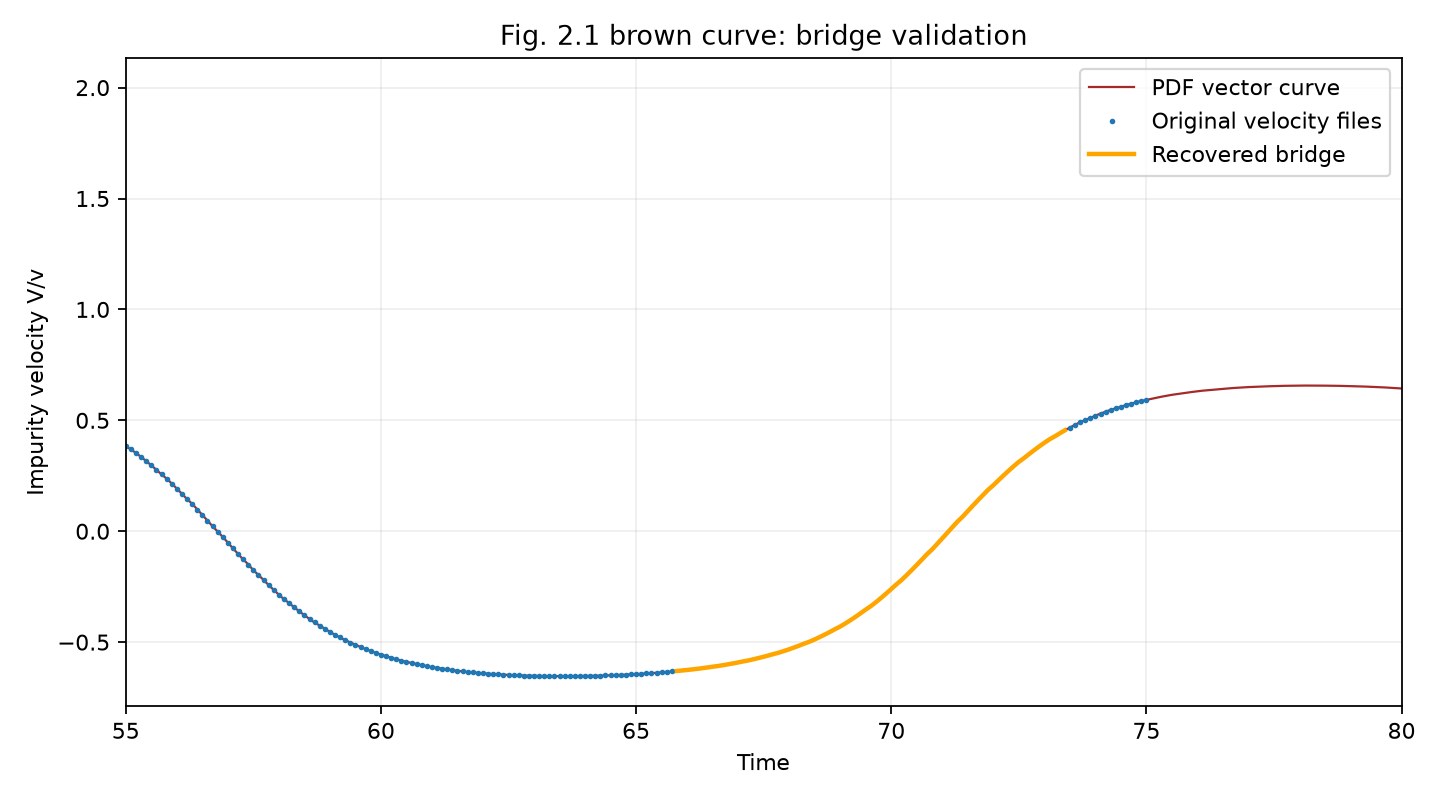 Fig. 2.1 brown curve: bridge validation
PDF vector curve
Original velocity files
Recovered bridge
Impurity velocity V/v
2.0
1.5
1.0
0.5
0.0
−0.5
55 60 65 70 75 80
Time